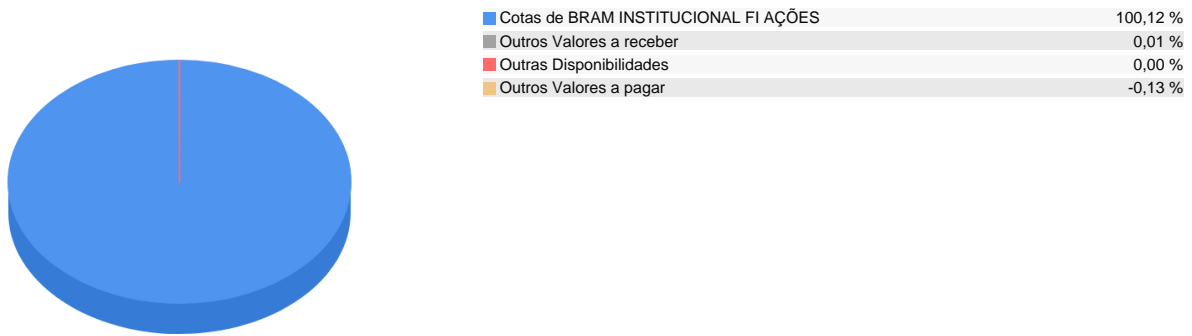 Cotas de BRAM INSTITUCIONAL FI AÇÕES 100,12 %
Outros Valores a receber 0,01 %
Outras Disponibilidades 0,00 %
Outros Valores a pagar -0,13 %